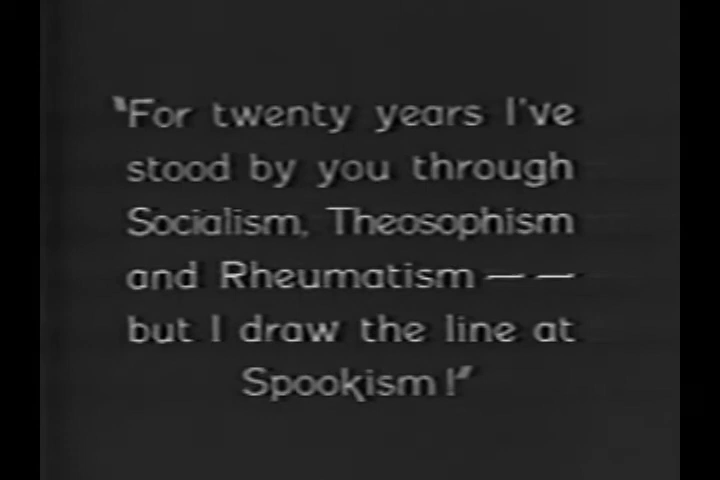 "For twenty years I've
stood by you through
Socialism, Theosophism
and Rheumatism — —
but I draw the line at
Spookism!"